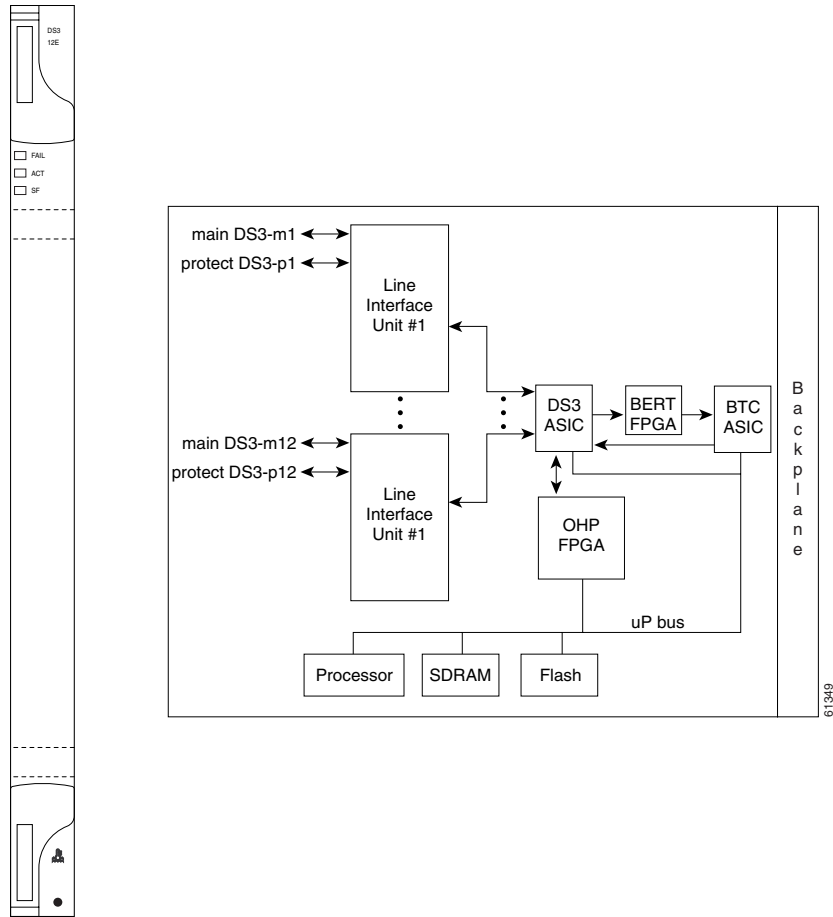 DS3
12E
FAIL
ACT
SF
main DS3-m1
protect DS3-p1
Line
Interface
Unit #1
main DS3-m12
protect DS3-p12
Line
Interface
Unit #1
DS3
ASIC
BERT
FPGA
BTC
ASIC
OHP
FPGA
uP bus
Processor
SDRAM
Flash
Backplane
61349